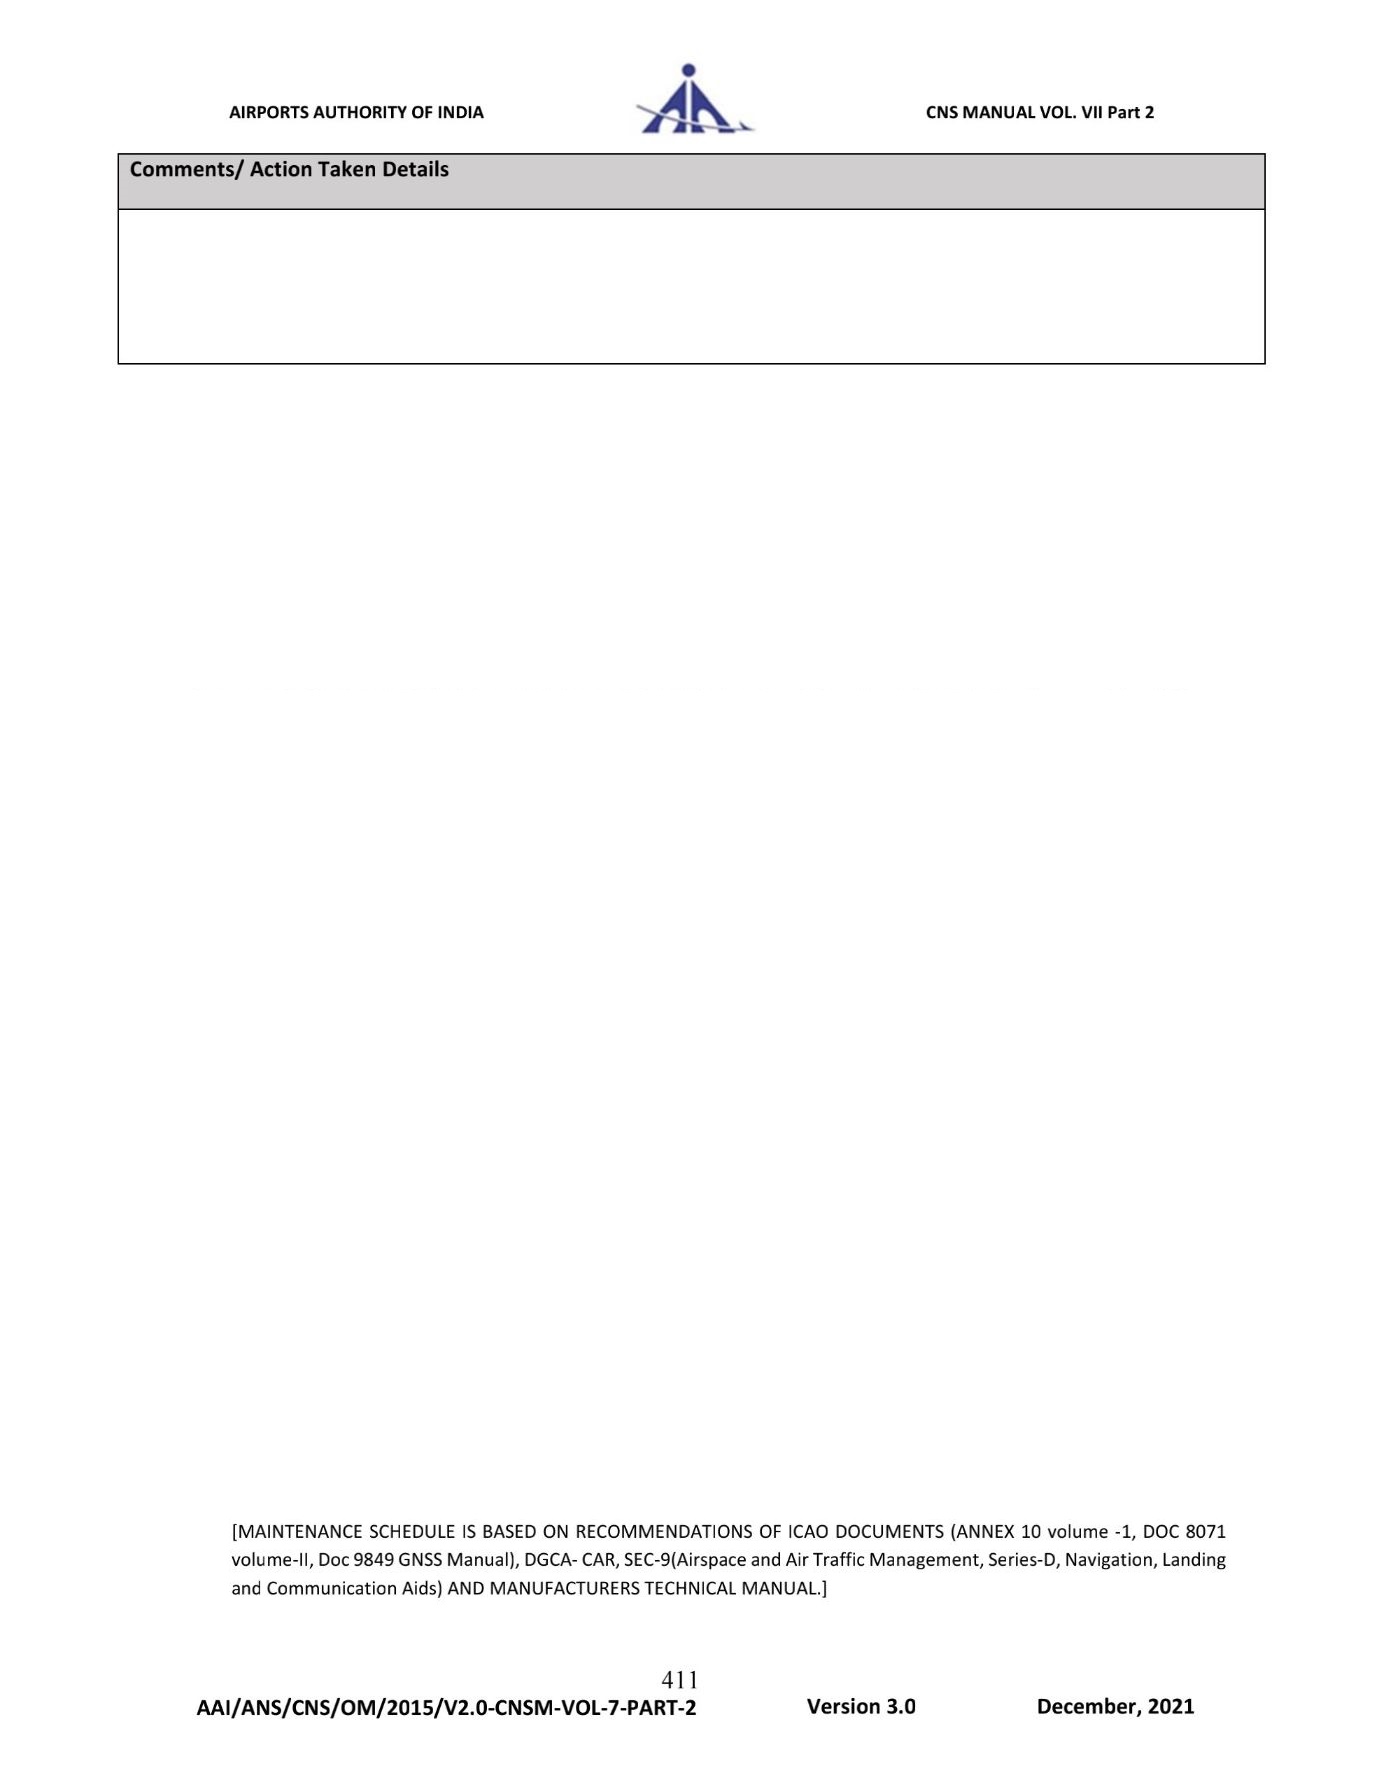 AIRPORTS AUTHORITY OF INDIA
CNS MANUAL VOL. VII Part 2
Comments/ Action Taken Details
[MAINTENANCE SCHEDULE IS BASED ON RECOMMENDATIONS OF ICAO DOCUMENTS (ANNEX 10 volume -1, DOC 8071
volume-II, Doc 9849 GNSS Manual), DGCA- CAR, SEC-9(Airspace and Air Traffic Management, Series-D, Navigation, Landing
and Communication Aids) AND MANUFACTURERS TECHNICAL MANUAL.]
411
AAI/ANS/CNS/OM/2015/V2.0-CNSM-VOL-7-PART-2 Version 3.0 December, 2021